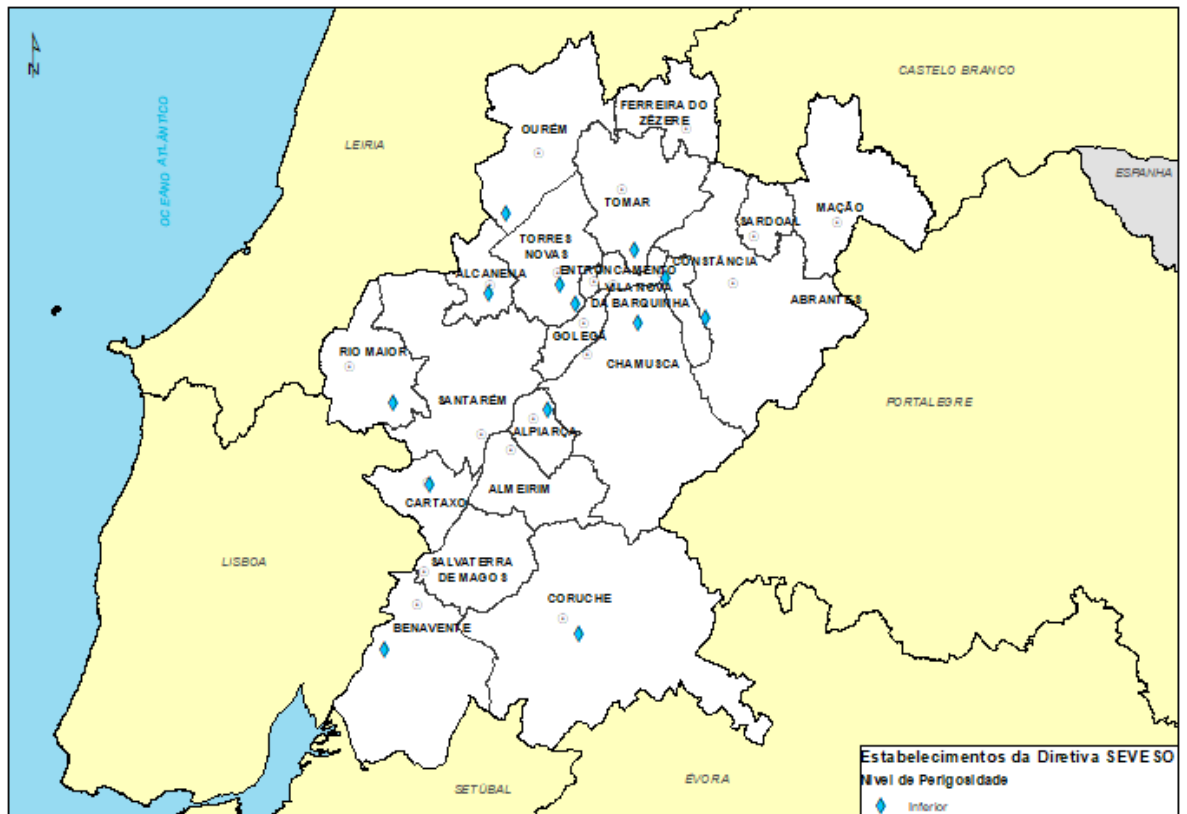 N
OCEANO ATLÂNTICO
LEIRIA
CASTELO BRANCO
ESPANHA
FERREIRA DO
ZÊZERE
OURÉM
TOMAR
SARDOAL
MAÇÃO
TORRES
NOVAS
ALCANENA
ENTRONCAMENTO
CONSTÂNCIA
VILA NOVA
DA BARQUINHA
ABRANTES
GOLEGÃ
RIO MAIOR
CHAMUSCA
SANTARÉM
PORTALEGRE
ALPIARÇA
ALMEIRIM
CARTAXO
LISBOA
SALVATERRA
DE MAGOS
CORUCHE
BENAVENTE
SETÚBAL
ÉVORA
Estabelecimentos da Diretiva SEVESO
Nível de Perigosidade
Inferior